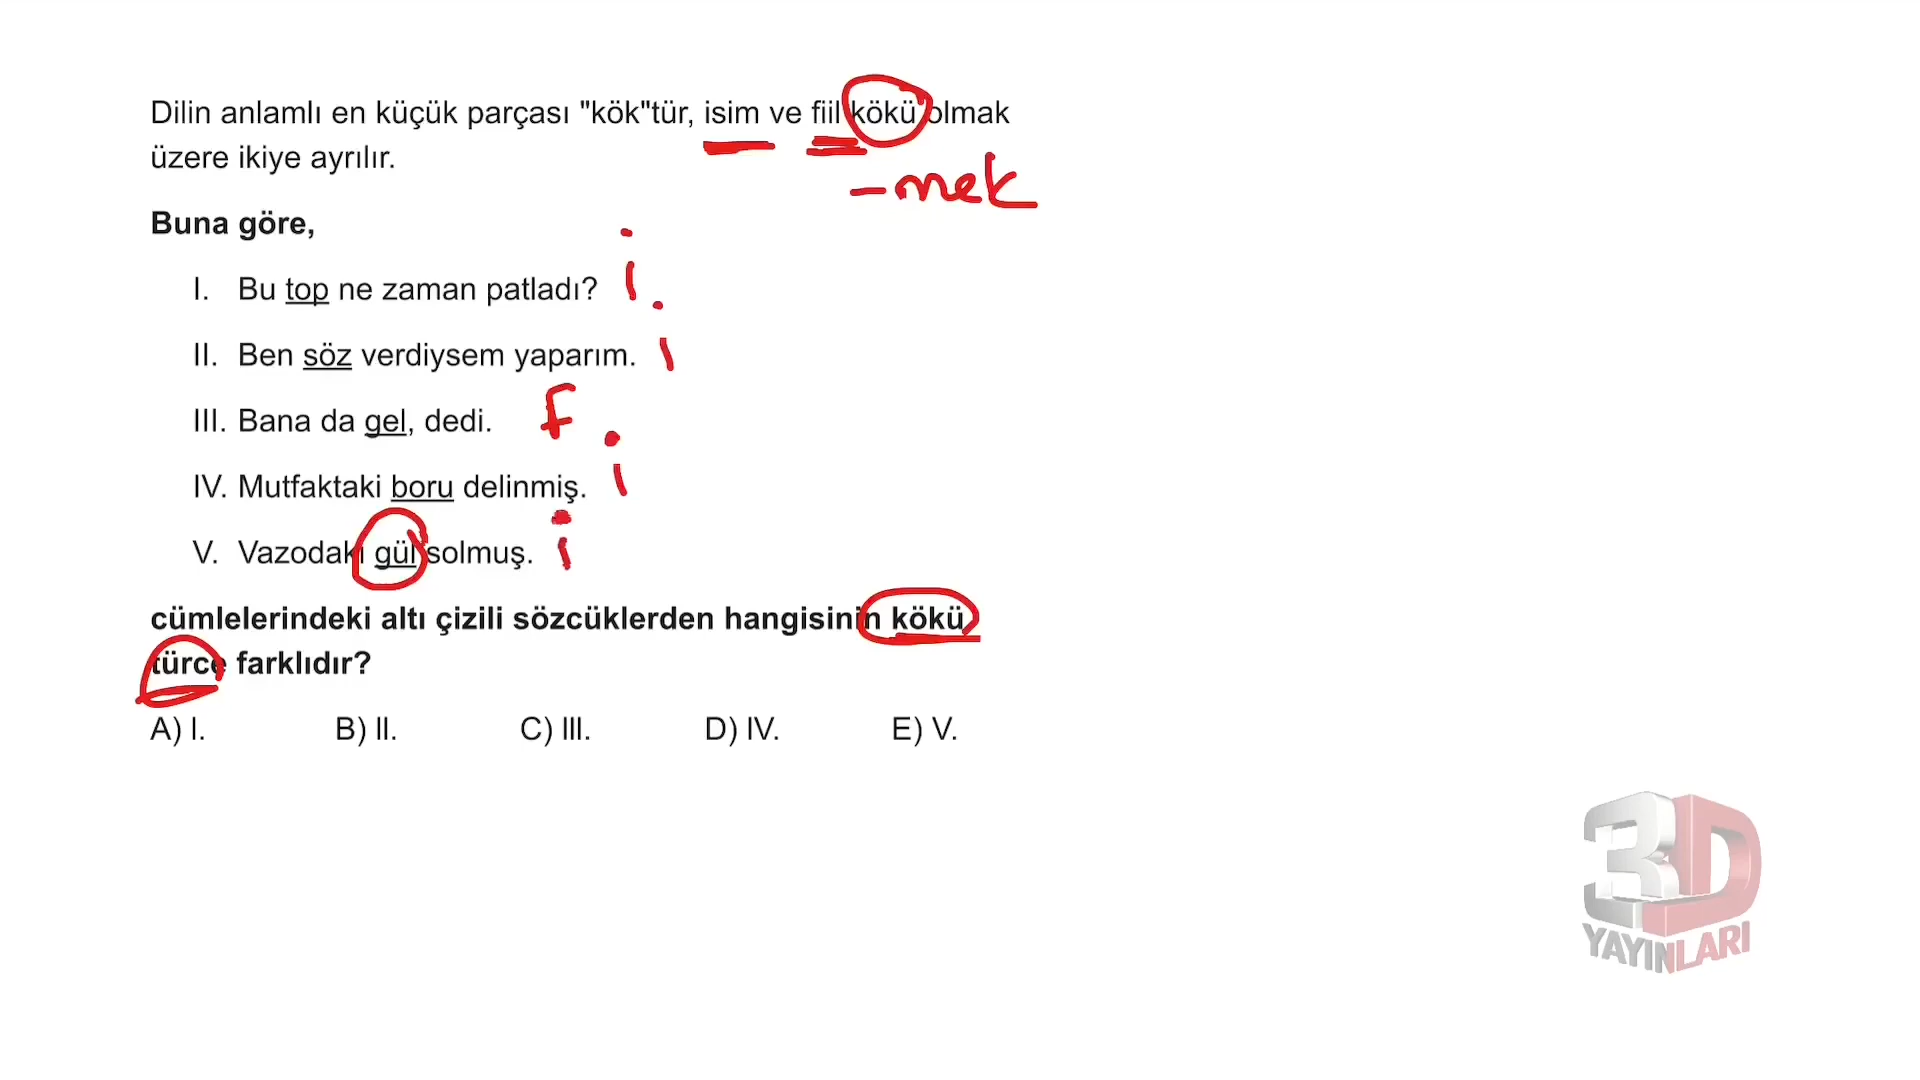 Dilin anlamlı en küçük parçası "kök"tür, isim ve fiil kökü olmak
üzere ikiye ayrılır.
-mek
Buna göre,
I. Bu top ne zaman patladı? i
II. Ben söz verdiysem yaparım. i
III. Bana da gel, dedi. f
IV. Mutfaktaki boru delinmiş. i
V. Vazodaki gül solmuş. i
cümlelerindeki altı çizili sözcüklerden hangisinin kökü
türce farklıdır?
A) I. B) II. C) III. D) IV. E) V.
3D
YAYINLARI